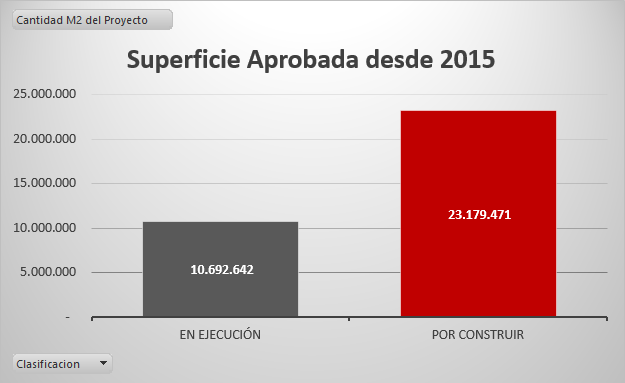 Cantidad M2 del Proyecto
Superficie Aprobada desde 2015
25.000.000
20.000.000
15.000.000
10.000.000
5.000.000
-
23.179.471
10.692.642
EN EJECUCIÓN
POR CONSTRUIR
Clasificacion